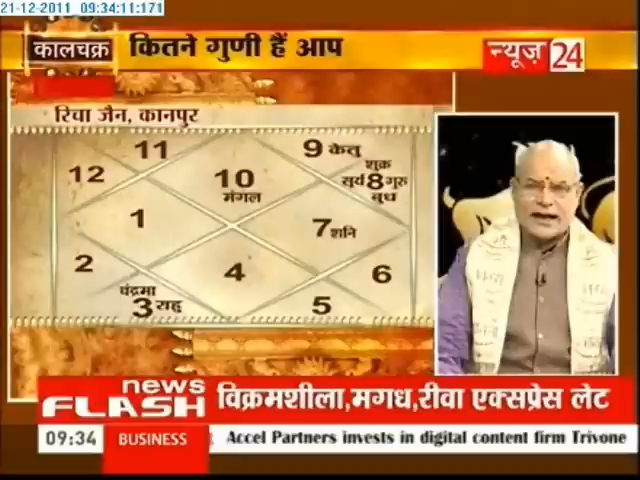 21-12-2011 09:34:11:171
कालचक्र
कितने गुणी हैं आप
न्यूज़ 24
रिचा जैन, कानपुर
11
12
10
मंगल
9 केतु
शुक्र
सूर्य 8 गुरु
बुध
1
7 शनि
2
4
6
चंद्रमा
3 राहु
5
news
FLASH
विक्रमशीला,मगध,रीवा एक्सप्रेस लेट
09:34
BUSINESS
Accel Partners invests in digital content firm Trivone